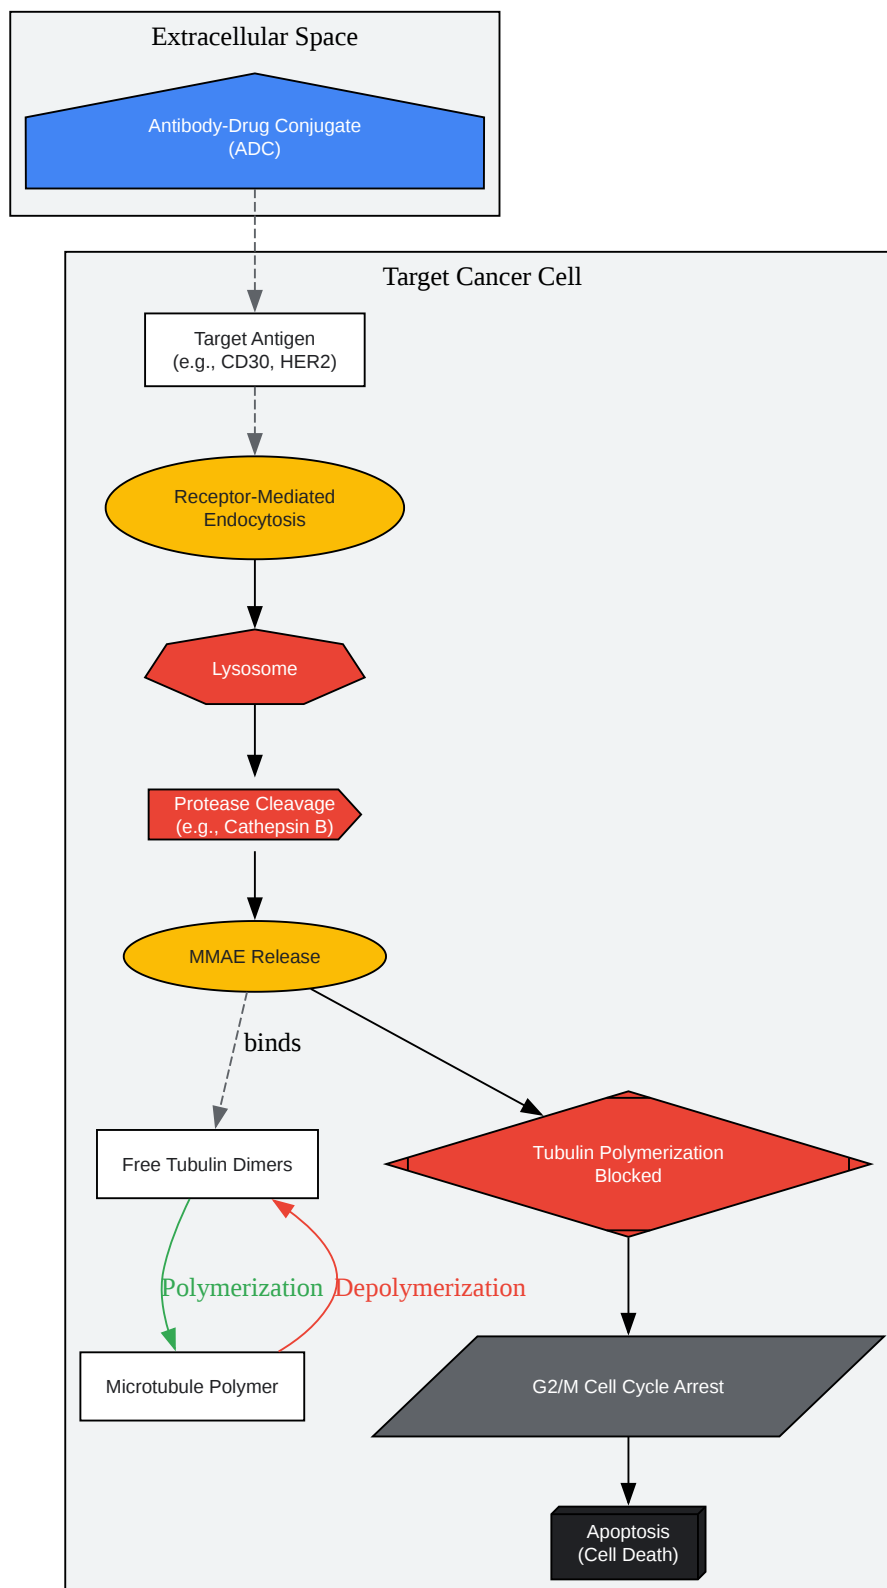 Extracellular Space
Antibody-Drug Conjugate
(ADC)
Target Cancer Cell
Target Antigen
(e.g., CD30, HER2)
Receptor-Mediated
Endocytosis
Lysosome
Protease Cleavage
(e.g., Cathepsin B)
MMAE Release
binds
Free Tubulin Dimers
Tubulin Polymerization
Blocked
Polymerization
Depolymerization
Microtubule Polymer
G2/M Cell Cycle Arrest
Apoptosis
(Cell Death)